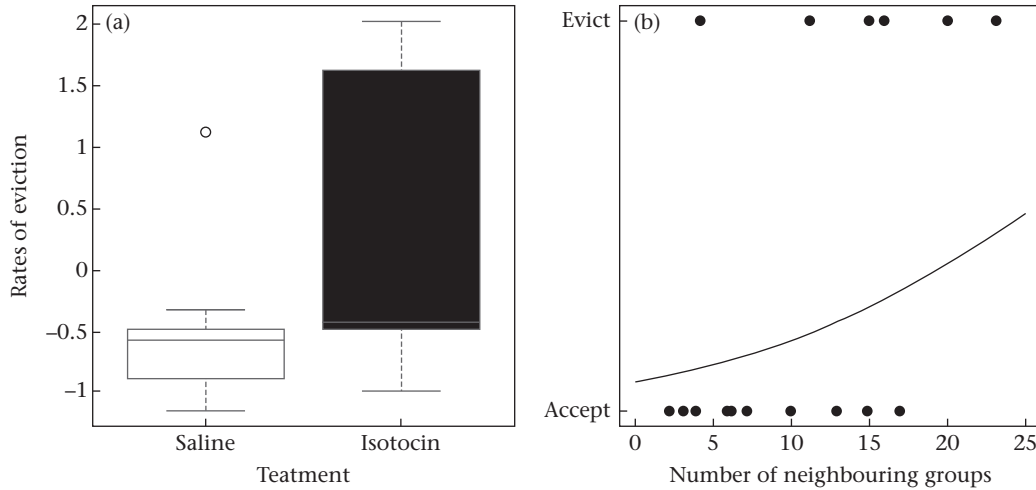 (a)
2
1.5
1
0.5
0
−0.5
−1
Rates of eviction
Saline
Isotocin
Teatment
(b)
Evict
Accept
0 5 10 15 20 25
Number of neighbouring groups